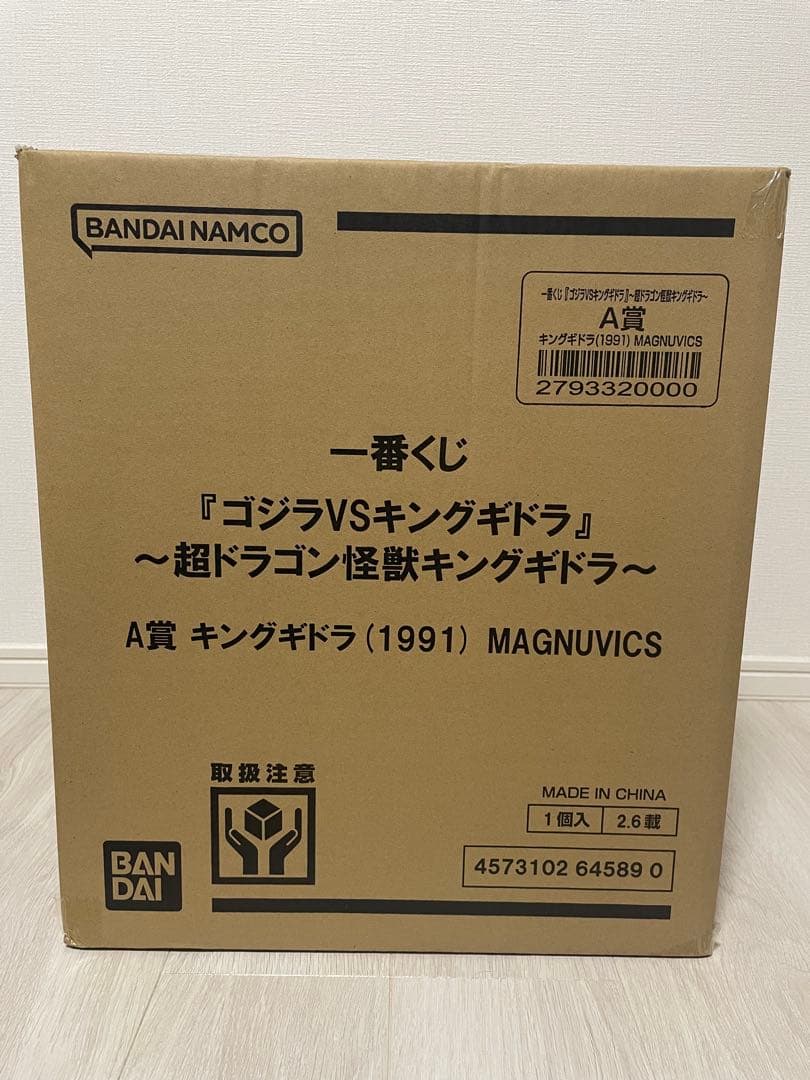 BANDAI NAMCO
一番くじ『ゴジラVSキングギドラ』～超ドラゴン怪獣キングギドラ～
A賞
キングギドラ(1991) MAGNUVICS
2793320000
一番くじ
『ゴジラVSキングギドラ』
～超ドラゴン怪獣キングギドラ～
A賞 キングギドラ(1991) MAGNUVICS
取扱注意
MADE IN CHINA
1個入 2.6載
4573102 64589 0
BAN
DAI